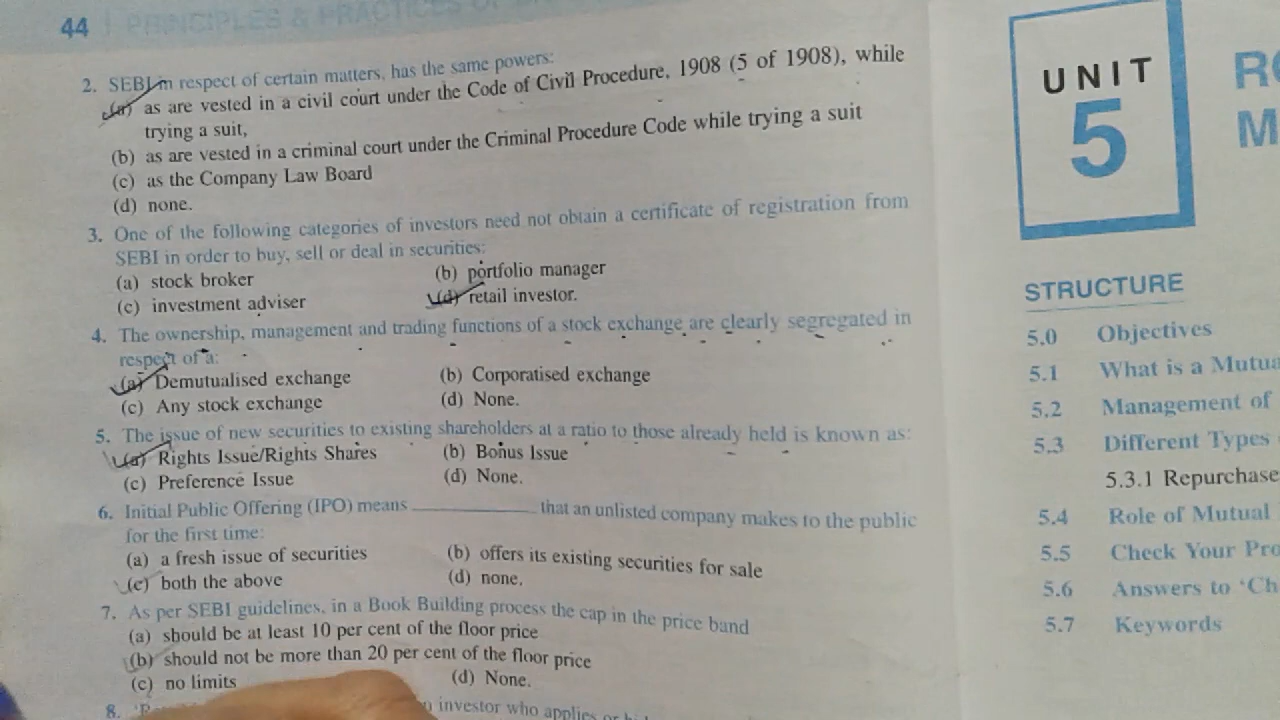 44 | PRINCIPLES & PRACTICES OF
2. SEBI in respect of certain matters, has the same powers:
(a) as are vested in a civil court under the Code of Civil Procedure, 1908 (5 of 1908), while
trying a suit,
(b) as are vested in a criminal court under the Criminal Procedure Code while trying a suit
(c) as the Company Law Board
(d) none.
3. One of the following categories of investors need not obtain a certificate of registration from
SEBI in order to buy, sell or deal in securities:
(a) stock broker (b) portfolio manager
(c) investment adviser (d) retail investor.
4. The ownership, management and trading functions of a stock exchange are clearly segregated in
respect of a:
(a) Demutualised exchange (b) Corporatised exchange
(c) Any stock exchange (d) None.
5. The issue of new securities to existing shareholders at a ratio to those already held is known as:
(a) Rights Issue/Rights Shares (b) Bonus Issue
(c) Preference Issue (d) None.
6. Initial Public Offering (IPO) means ____________ that an unlisted company makes to the public
for the first time:
(a) a fresh issue of securities (b) offers its existing securities for sale
(c) both the above (d) none.
7. As per SEBI guidelines, in a Book Building process the cap in the price band
(a) should be at least 10 per cent of the floor price
(b) should not be more than 20 per cent of the floor price
(c) no limits (d) None.
8. investor who applies or
UNIT
5
STRUCTURE
5.0 Objectives
5.1 What is a Mutua
5.2 Management of
5.3 Different Types
5.3.1 Repurchase
5.4 Role of Mutual
5.5 Check Your Pro
5.6 Answers to 'Ch
5.7 Keywords